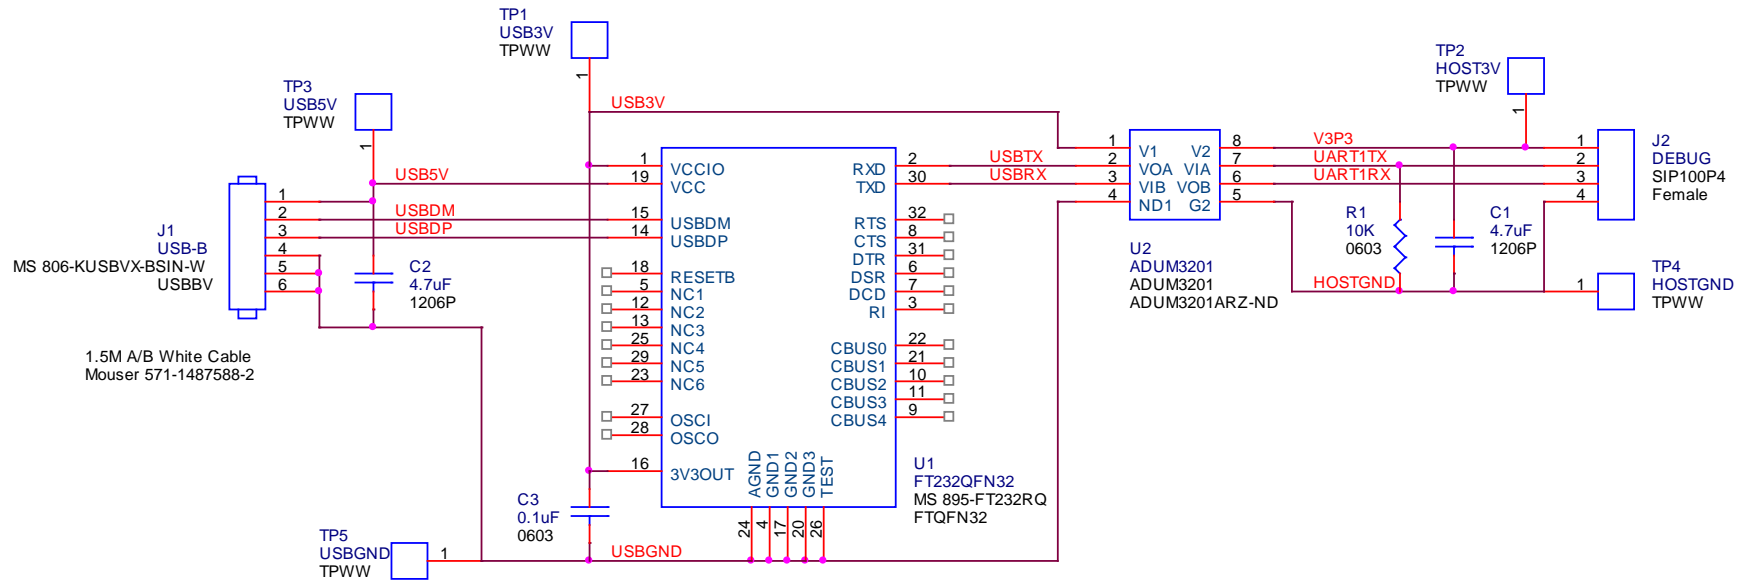 TP1
USB3V
TPWW
1
TP3
USB5V
TPWW
1
TP2
HOST3V
TPWW
1
USB3V
J1
USB-B
MS 806-KUSBVX-BSIN-W
USBBV
1
2
3
4
5
6
USB5V
USBDM
USBDP
C2
4.7uF
1206P
1.5M A/B White Cable
Mouser 571-1487588-2
1 VCCIO
19 VCC
15 USBDM
14 USBDP
18 RESETB
5 NC1
12 NC2
13 NC3
25 NC4
29 NC5
23 NC6
27 OSCI
28 OSCO
16 3V3OUT
RXD 2
TXD 30
RTS 32
CTS 8
DTR 31
DSR 6
DCD 7
RI 3
CBUS0 22
CBUS1 21
CBUS2 10
CBUS3 11
CBUS4 9
AGND
GND1
GND2
GND3
TEST
24
4
17
20
26
U1
FT232QFN32
MS 895-FT232RQ
FTQFN32
C3
0.1uF
0603
TP5
USBGND
TPWW
1
USBGND
USBTX
USBRX
1 V1
2 VOA
3 VIB
4 ND1
V2 8
VIA 7
VOB 6
G2 5
U2
ADUM3201
ADUM3201
ADUM3201ARZ-ND
V3P3
UART1TX
UART1RX
R1
10K
0603
C1
4.7uF
1206P
HOSTGND
1
2
3
4
J2
DEBUG
SIP100P4
Female
1
TP4
HOSTGND
TPWW